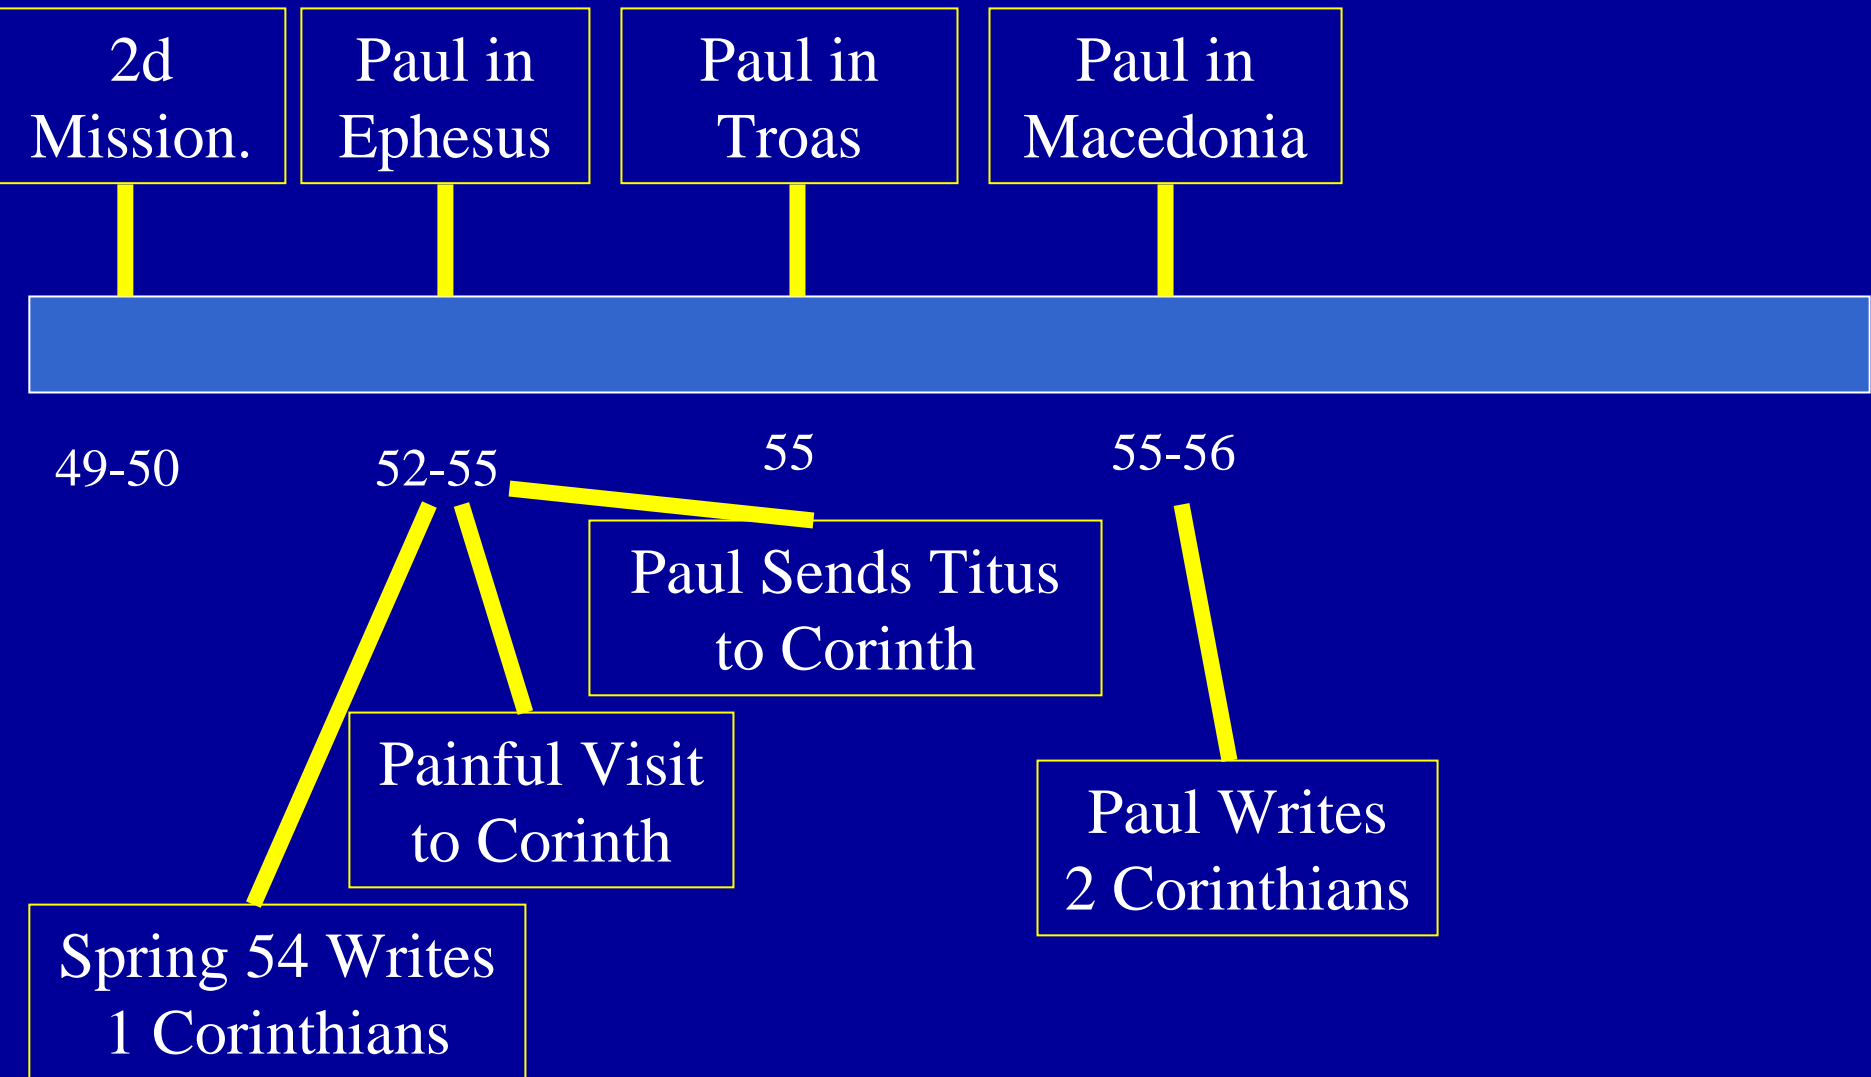 2d
Mission.
Paul in
Ephesus
Paul in
Troas
Paul in
Macedonia
49-50
52-55
55
55-56
Paul Sends Titus
to Corinth
Painful Visit
to Corinth
Paul Writes
2 Corinthians
Spring 54 Writes
1 Corinthians